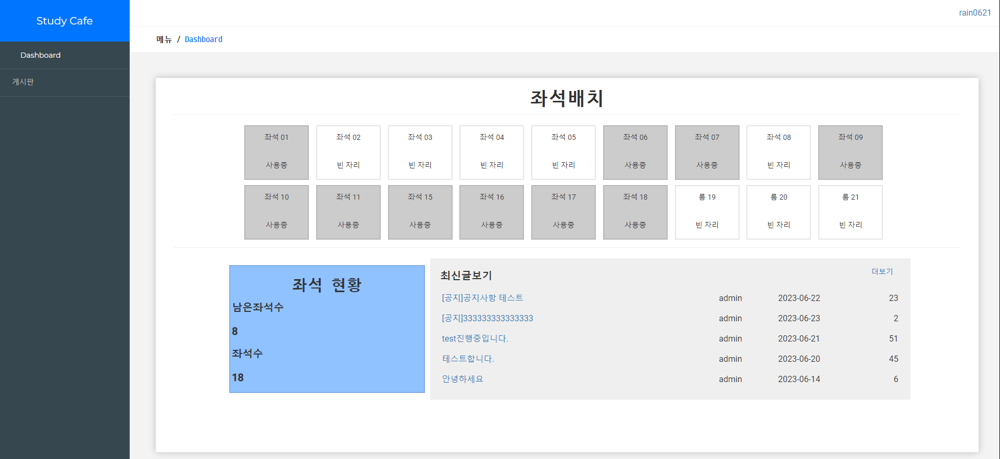 Study Cafe
rain0621
메뉴 / Dashboard
Dashboard
게시판
좌석배치
좌석 01 좌석 02 좌석 03 좌석 04 좌석 05 좌석 06 좌석 07 좌석 08 좌석 09
사용중 빈 자리 빈 자리 빈 자리 빈 자리 사용중 사용중 빈 자리 사용중
좌석 10 좌석 11 좌석 15 좌석 16 좌석 17 좌석 18 룸 19 룸 20 룸 21
사용중 사용중 사용중 사용중 사용중 사용중 빈 자리 빈 자리 빈 자리
좌석 현황
남은좌석수
8
좌석수
18
최신글보기 더보기
[공지]공지사항 테스트 admin 2023-06-22 23
[공지]333333333333333 admin 2023-06-23 2
test진행중입니다. admin 2023-06-21 51
테스트합니다. admin 2023-06-20 45
안녕하세요 admin 2023-06-14 6